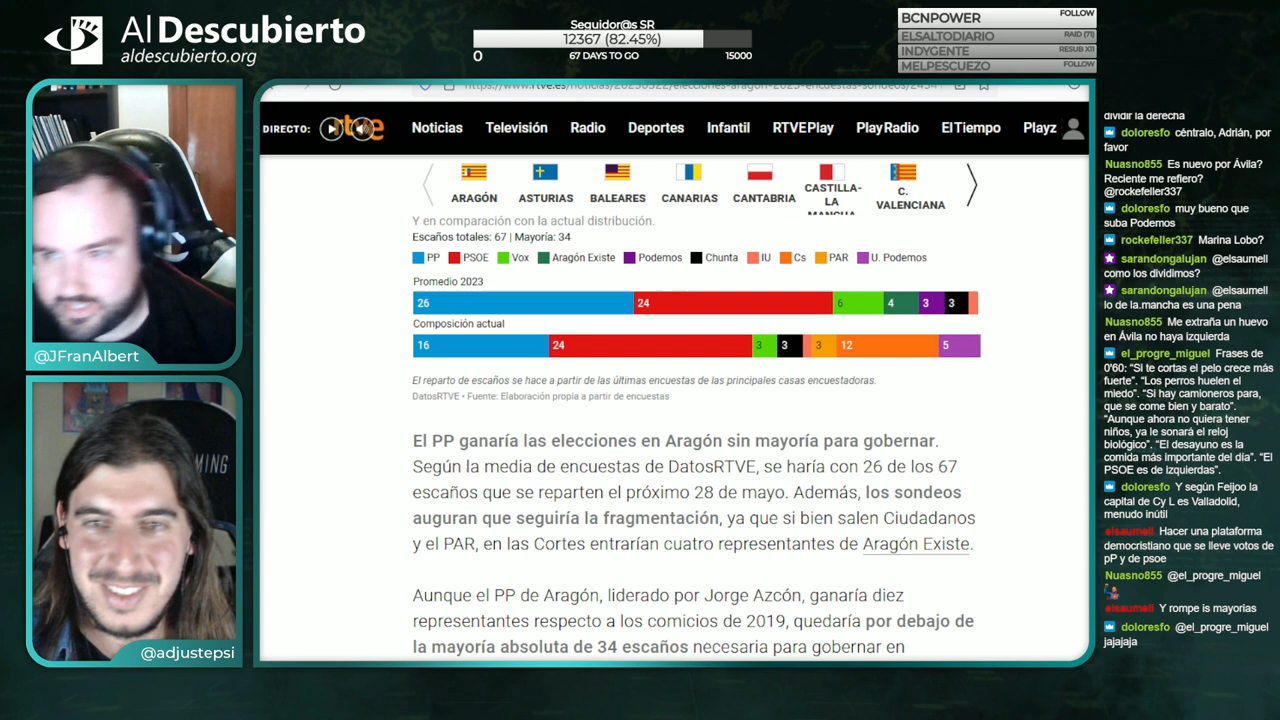 Al Descubierto
aldescubierto.org
Seguidor@s SR
12367 (82.45%)
0
67 DAYS TO GO
15000
BCNPOWER FOLLOW
ELSALTODIARIO RAID (71)
INDYGENTE RESUB X11
MELPESCUEZO FOLLOW
@JFranAlbert
GAMING
@adjustepsi
DIRECTO:
rtve
Noticias
Televisión
Radio
Deportes
Infantil
RTVEPlay
PlayRadio
ElTiempo
Playz
ARAGÓN
ASTURIAS
BALEARES
CANARIAS
CANTABRIA
CASTILLA-
LA
MANCHA
C.
VALENCIANA
Y en comparación con la actual distribución.
Escaños totales: 67 | Mayoría: 34
PP PSOE Vox Aragón Existe Podemos Chunta IU Cs PAR U. Podemos
Promedio 2023
26 24 6 4 3 3
Composición actual
16 24 3 3 3 12 5
El reparto de escaños se hace a partir de las últimas encuestas de las principales casas encuestadoras.
DatosRTVE • Fuente: Elaboración propia a partir de encuestas
El PP ganaría las elecciones en Aragón sin mayoría para gobernar.
Según la media de encuestas de DatosRTVE, se haría con 26 de los 67
escaños que se reparten el próximo 28 de mayo. Además, los sondeos
auguran que seguiría la fragmentación, ya que si bien salen Ciudadanos
y el PAR, en las Cortes entrarían cuatro representantes de Aragón Existe.
Aunque el PP de Aragón, liderado por Jorge Azcón, ganaría diez
representantes respecto a los comicios de 2019, quedaría por debajo de
la mayoría absoluta de 34 escaños necesaria para gobernar en
dividir la derecha
doloresfo céntralo, Adrián, por
favor
Nuasno855 Es nuevo por Ávila?
Reciente me refiero?
@rockefeller337
doloresfo muy bueno que
suba Podemos
rockefeller337 Marina Lobo?
sarandongalujan @elsaumell
como los dividimos?
sarandongalujan @elsaumell
lo de la.mancha es una pena
Nuasno855 Me extraña un huevo
en Ávila no haya izquierda
el_progre_miguel Frases de
0'60: “Si te cortas el pelo crece más
fuerte”. “Los perros huelen el
miedo”. “Si hay camioneros para,
que se come bien y barato”.
“Aunque ahora no quiera tener
niños, ya le sonará el reloj
biológico”. “El desayuno es la
comida más importante del día”. “El
PSOE es de izquierdas”.
doloresfo Y según Feijoo la
capital de Cy L es Valladolid,
menudo inútil
elsaumell Hacer una plataforma
democristiano que se lleve votos de
pP y de psoe
Nuasno855 @el_progre_miguel
elsaumell Y rompe is mayorias
doloresfo @el_progre_miguel
jajajaja